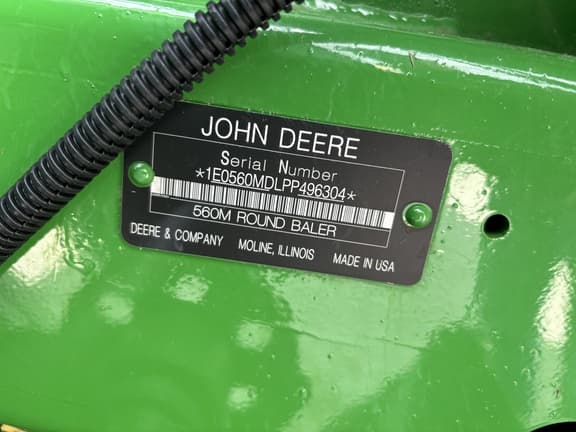 JOHN DEERE
Serial Number
*1E0560MDLPP496304*
560M ROUND BALER
DEERE & COMPANY MOLINE, ILLINOIS MADE IN USA